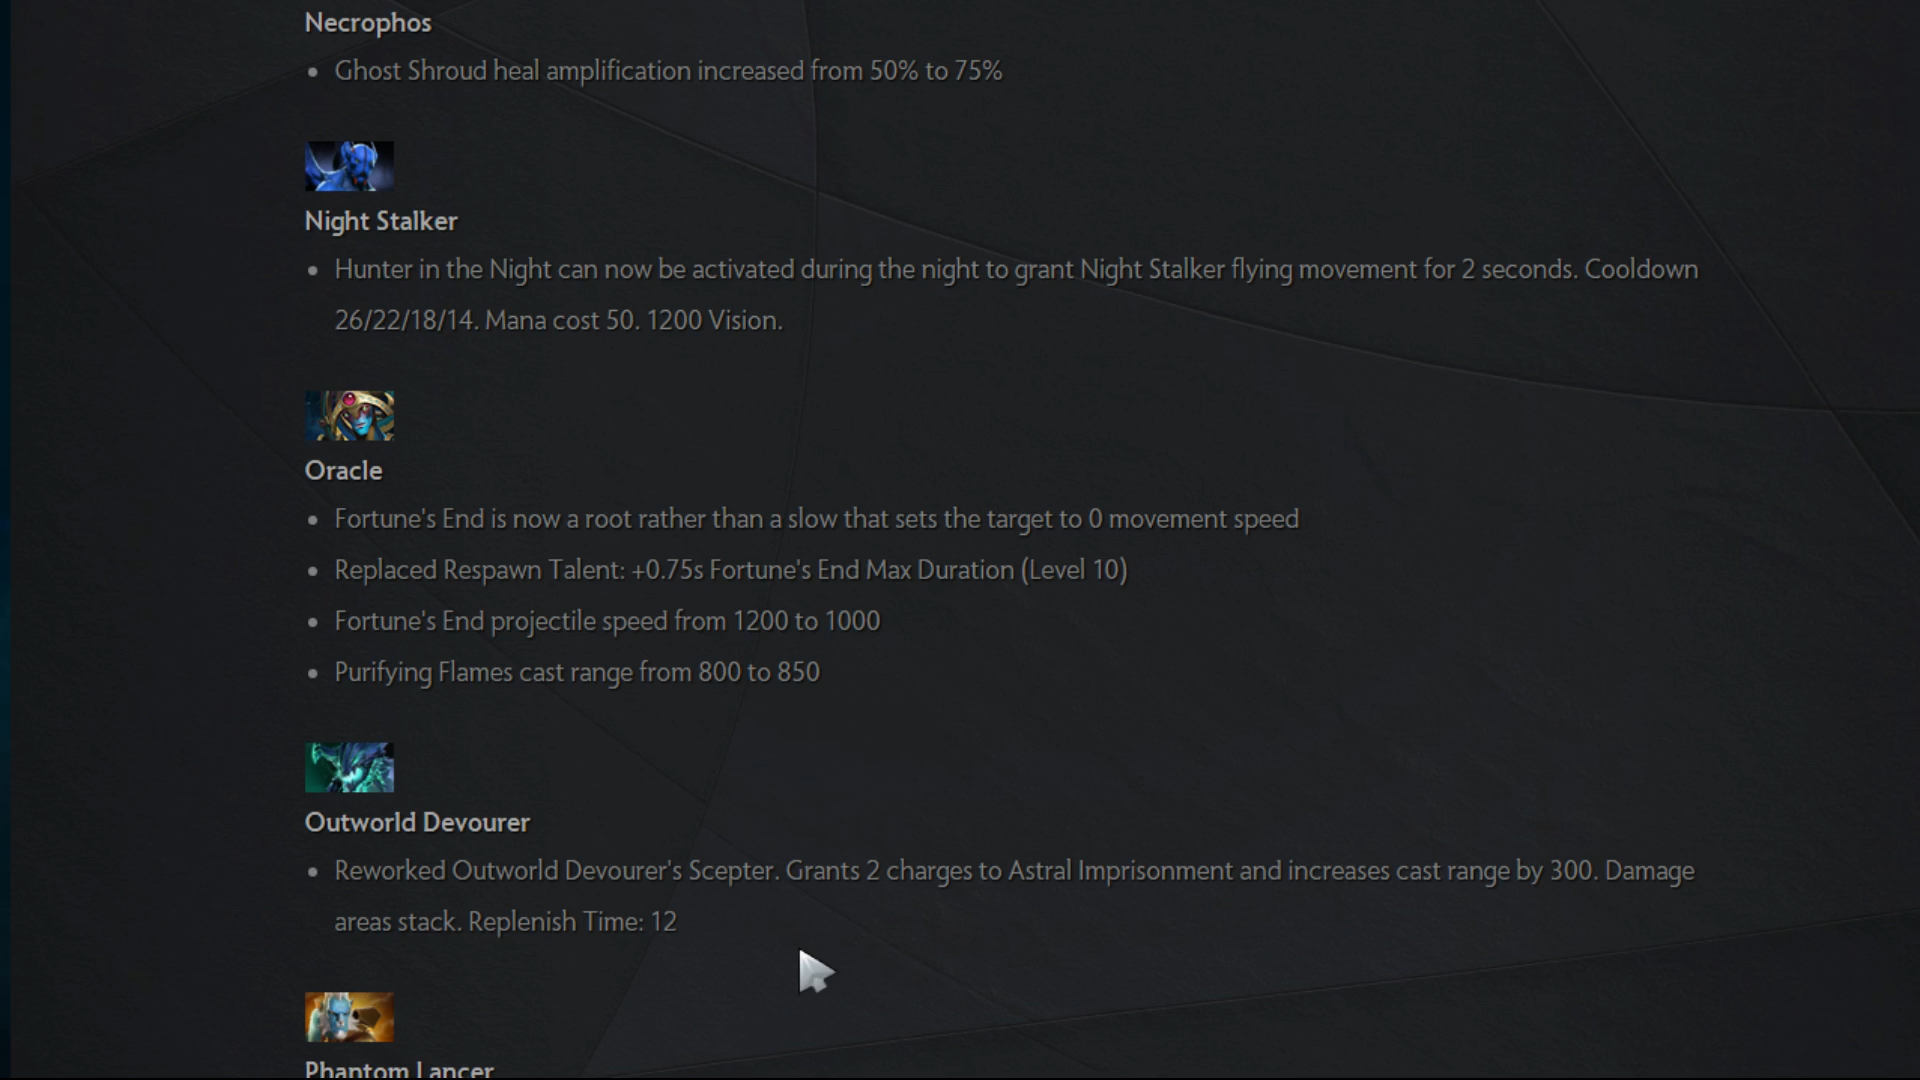 Necrophos
Ghost Shroud heal amplification increased from 50% to 75%
Night Stalker
Hunter in the Night can now be activated during the night to grant Night Stalker flying movement for 2 seconds. Cooldown
26/22/18/14. Mana cost 50. 1200 Vision.
Oracle
Fortune's End is now a root rather than a slow that sets the target to 0 movement speed
Replaced Respawn Talent: +0.75s Fortune's End Max Duration (Level 10)
Fortune's End projectile speed from 1200 to 1000
Purifying Flames cast range from 800 to 850
Outworld Devourer
Reworked Outworld Devourer's Scepter. Grants 2 charges to Astral Imprisonment and increases cast range by 300. Damage
areas stack. Replenish Time: 12
Phantom Lancer